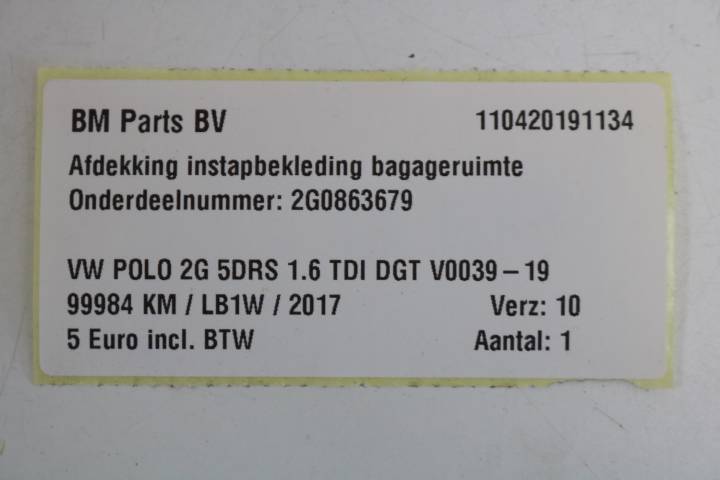 BM Parts BV 110420191134
Afdekking instapbekleding bagageruimte
Onderdeelnummer: 2G0863679
VW POLO 2G 5DRS 1.6 TDI DGT V0039 – 19
99984 KM / LB1W / 2017 Verz: 10
5 Euro incl. BTW Aantal: 1